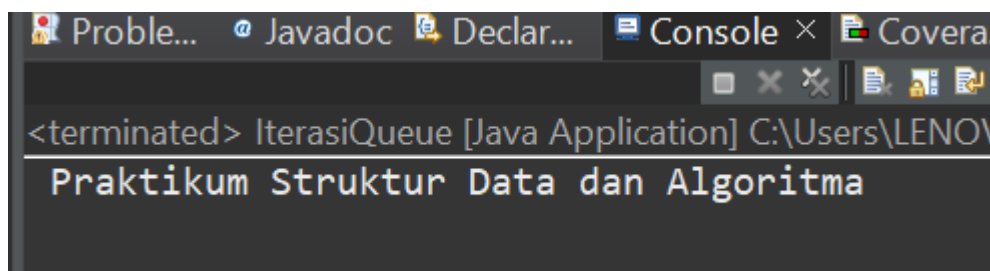 Proble... @ Javadoc Declar... Console × Covera
<terminated> IterasiQueue [Java Application] C:\Users\LENOV
Praktikum Struktur Data dan Algoritma